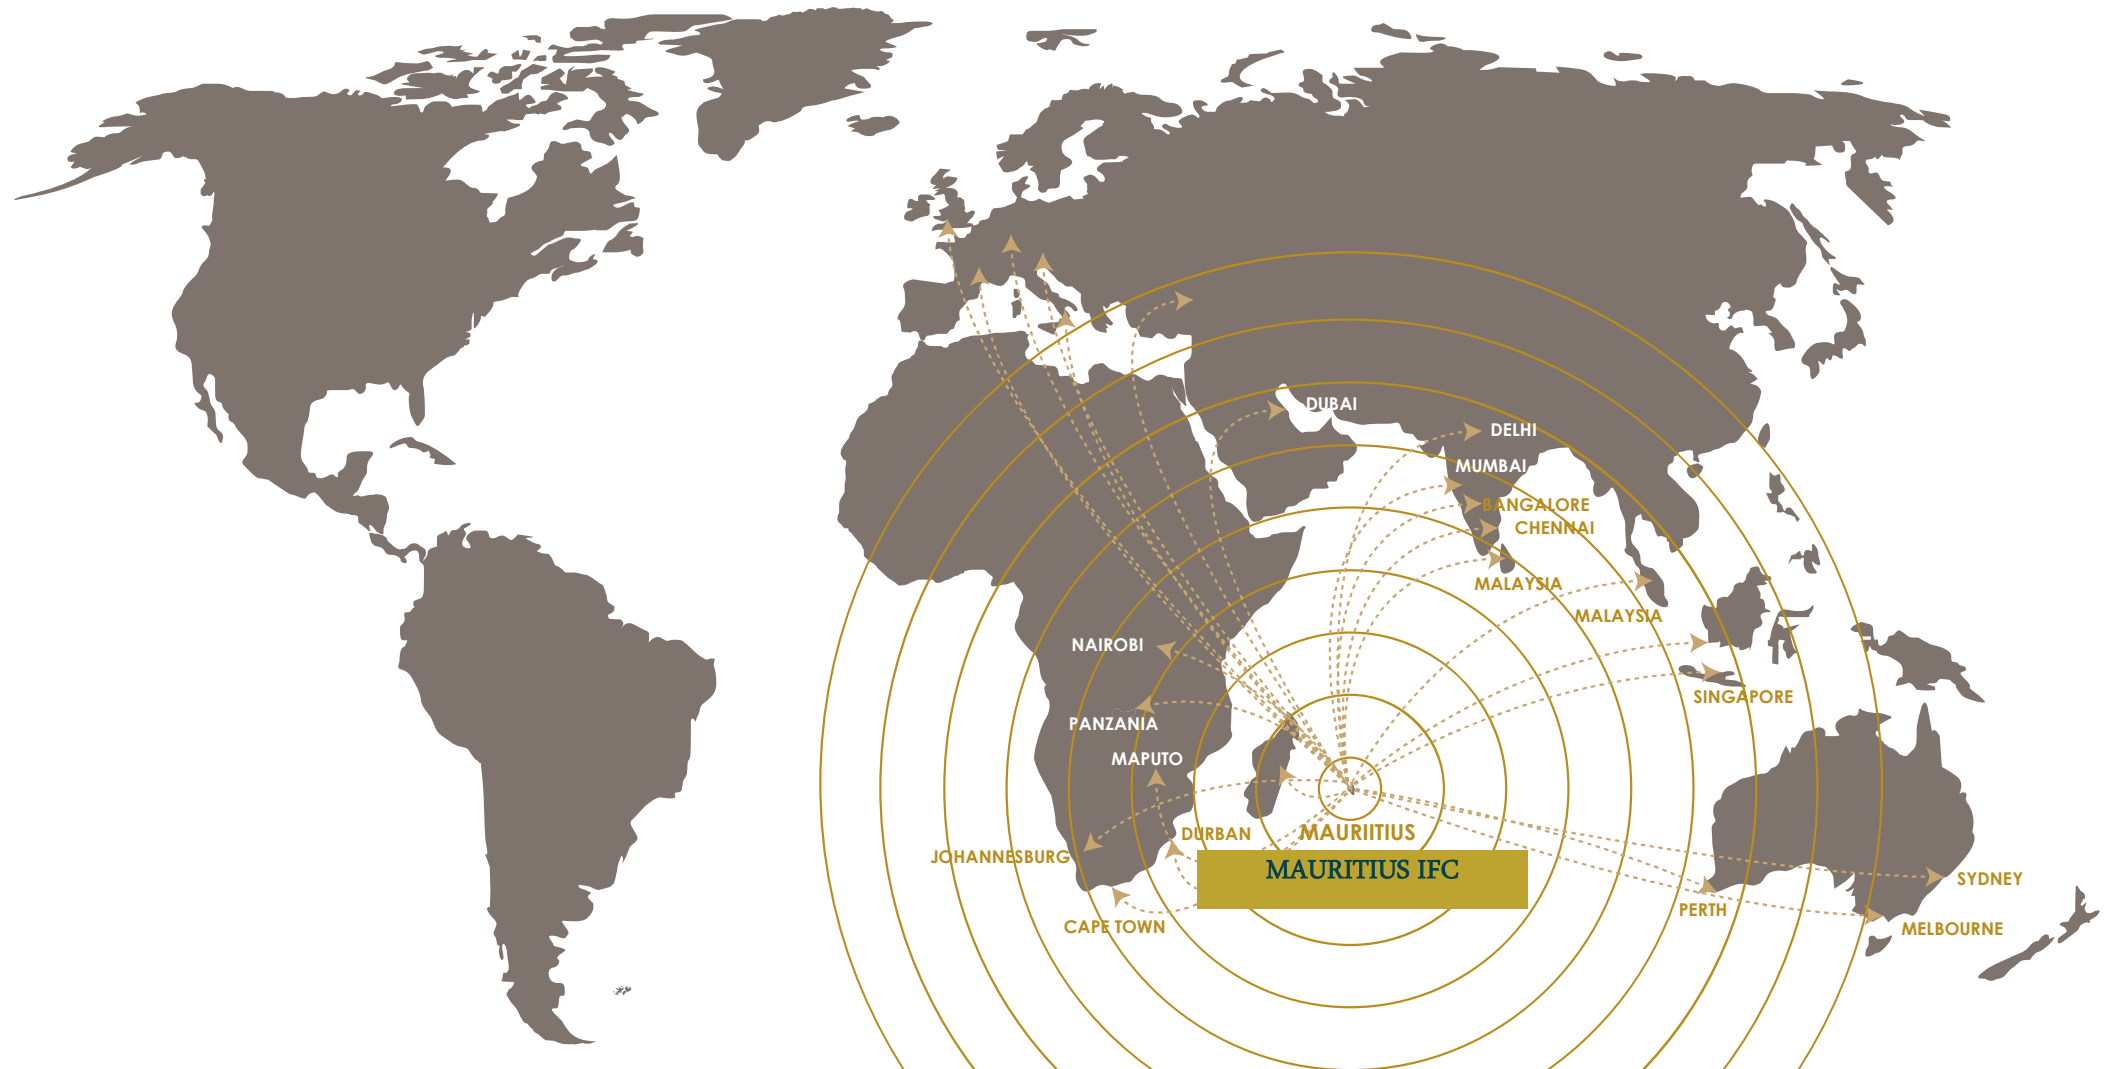 DUBAI
DELHI
MUMBAI
BANGALORE
CHENNAI
MALAYSIA
MALAYSIA
NAIROBI
SINGAPORE
PANZANIA
MAPUTO
DURBAN
MAURIITIUS
JOHANNESBURG
MAURITIUS IFC
SYDNEY
PERTH
CAPE TOWN
MELBOURNE